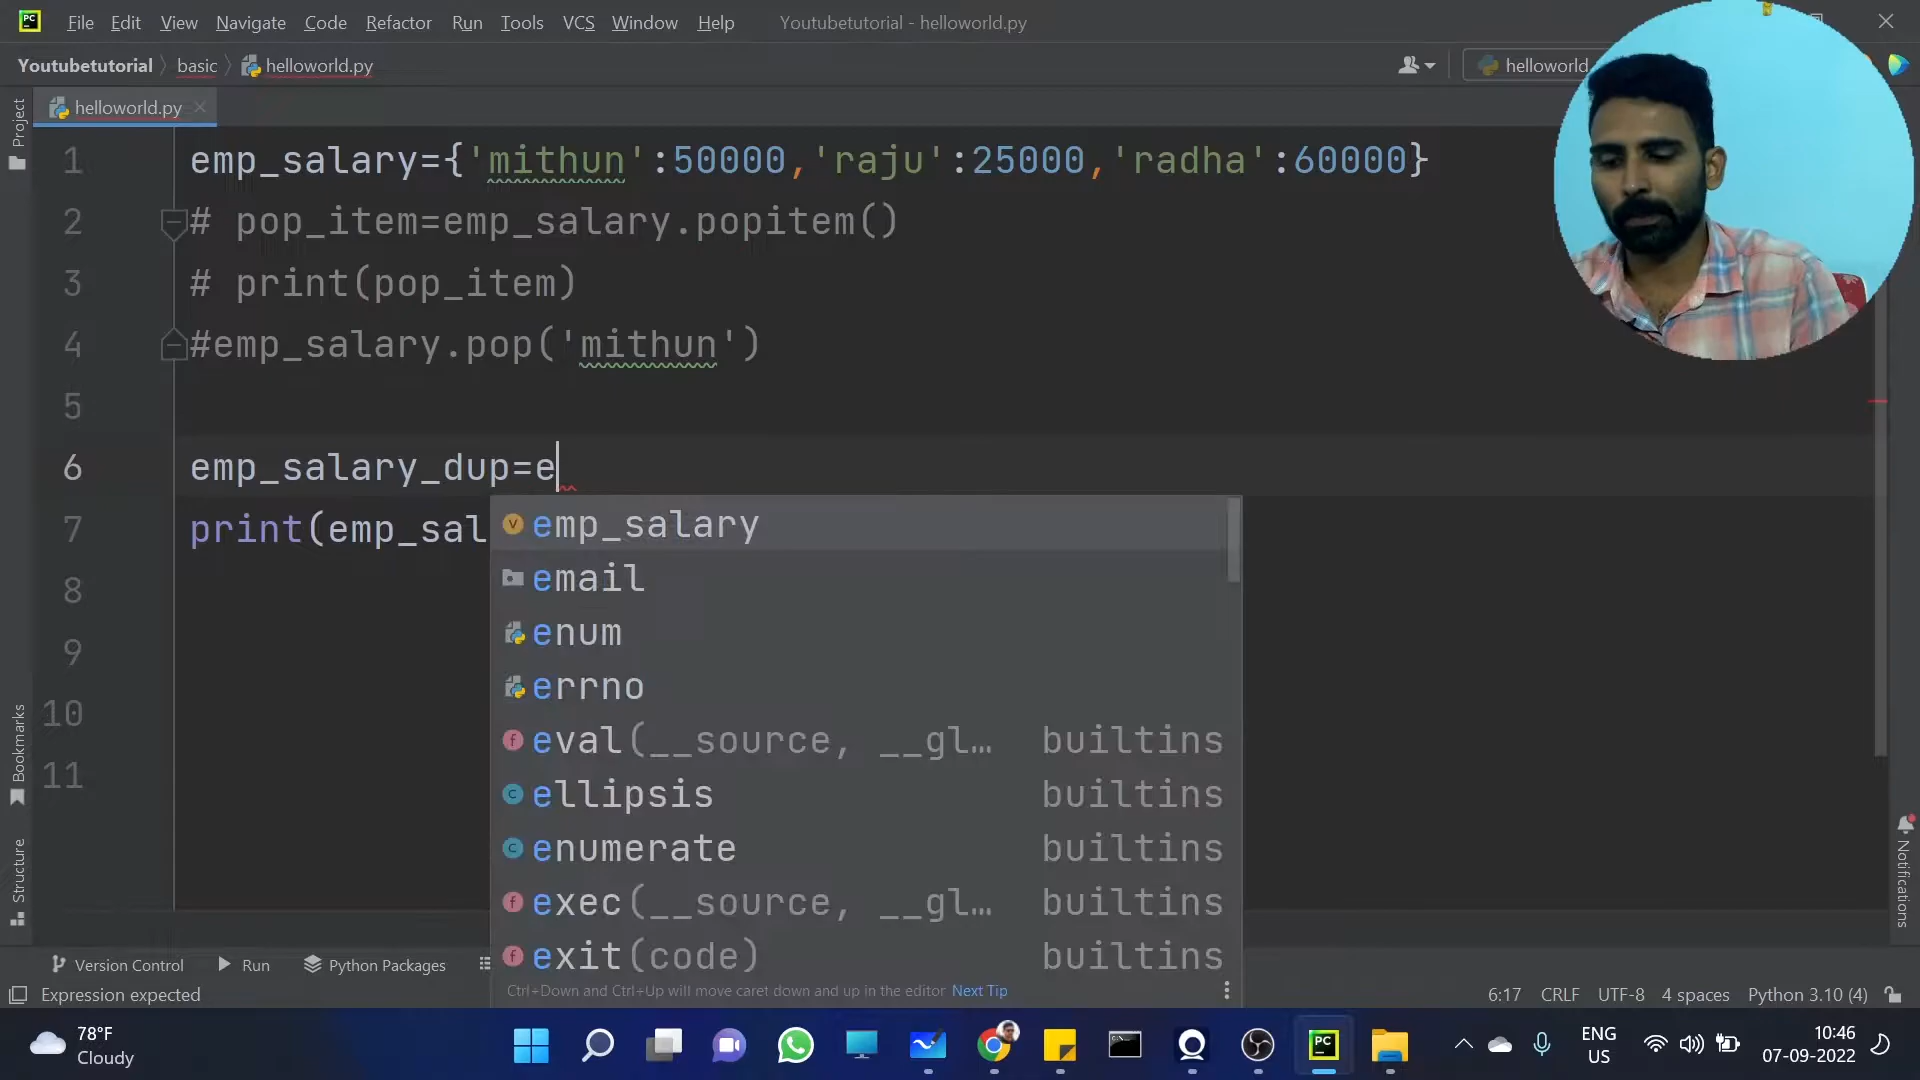 PC File Edit View Navigate Code Refactor Run Tools VCS Window Help Youtubetutorial - helloworld.py
Youtubetutorial basic helloworld.py helloworld
helloworld.py
Project
1 emp_salary={'mithun':50000,'raju':25000,'radha':60000}
2 # pop_item=emp_salary.popitem()
3 # print(pop_item)
4 #emp_salary.pop('mithun')
5
6 emp_salary_dup=e
7 print(emp_sal
8
9
10
11
emp_salary
email
enum
errno
eval(__source, __gl… builtins
ellipsis builtins
enumerate builtins
exec(__source, __gl… builtins
exit(code) builtins
Ctrl+Down and Ctrl+Up will move caret down and up in the editor Next Tip
Bookmarks
Structure
Notifications
Version Control Run Python Packages
Expression expected 6:17 CRLF UTF-8 4 spaces Python 3.10 (4)
78°F
Cloudy
PC
ENG
US
10:46
07-09-2022